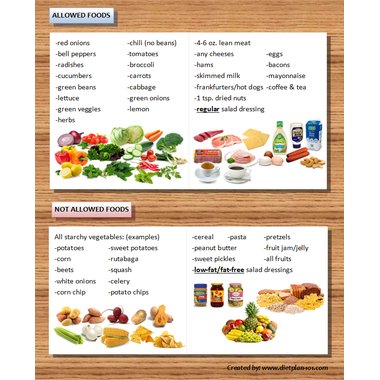 ALLOWED FOODS
-red onions
-bell peppers
-radishes
-cucumbers
-green beans
-lettuce
-green veggies
-herbs
-chili (no beans)
-tomatoes
-broccoli
-carrots
-cabbage
-green onions
-lemon
-4-6 oz. lean meat
-any cheeses
-hams
-skimmed milk
-frankfurters/hot dogs
-1 tsp. dried nuts
-regular salad dressing
-eggs
-bacons
-mayonnaise
-coffee & tea
NOT ALLOWED FOODS
All starchy vegetables: (examples)
-potatoes
-corn
-beets
-white onions
-corn chip
-sweet potatoes
-rutabaga
-squash
-celery
-potato chips
-cereal -pasta -pretzels
-peanut butter -fruit jam/jelly
-sweet pickles -all fruits
-low-fat/fat-free salad dressings
Created by: www.dietplan-101.com